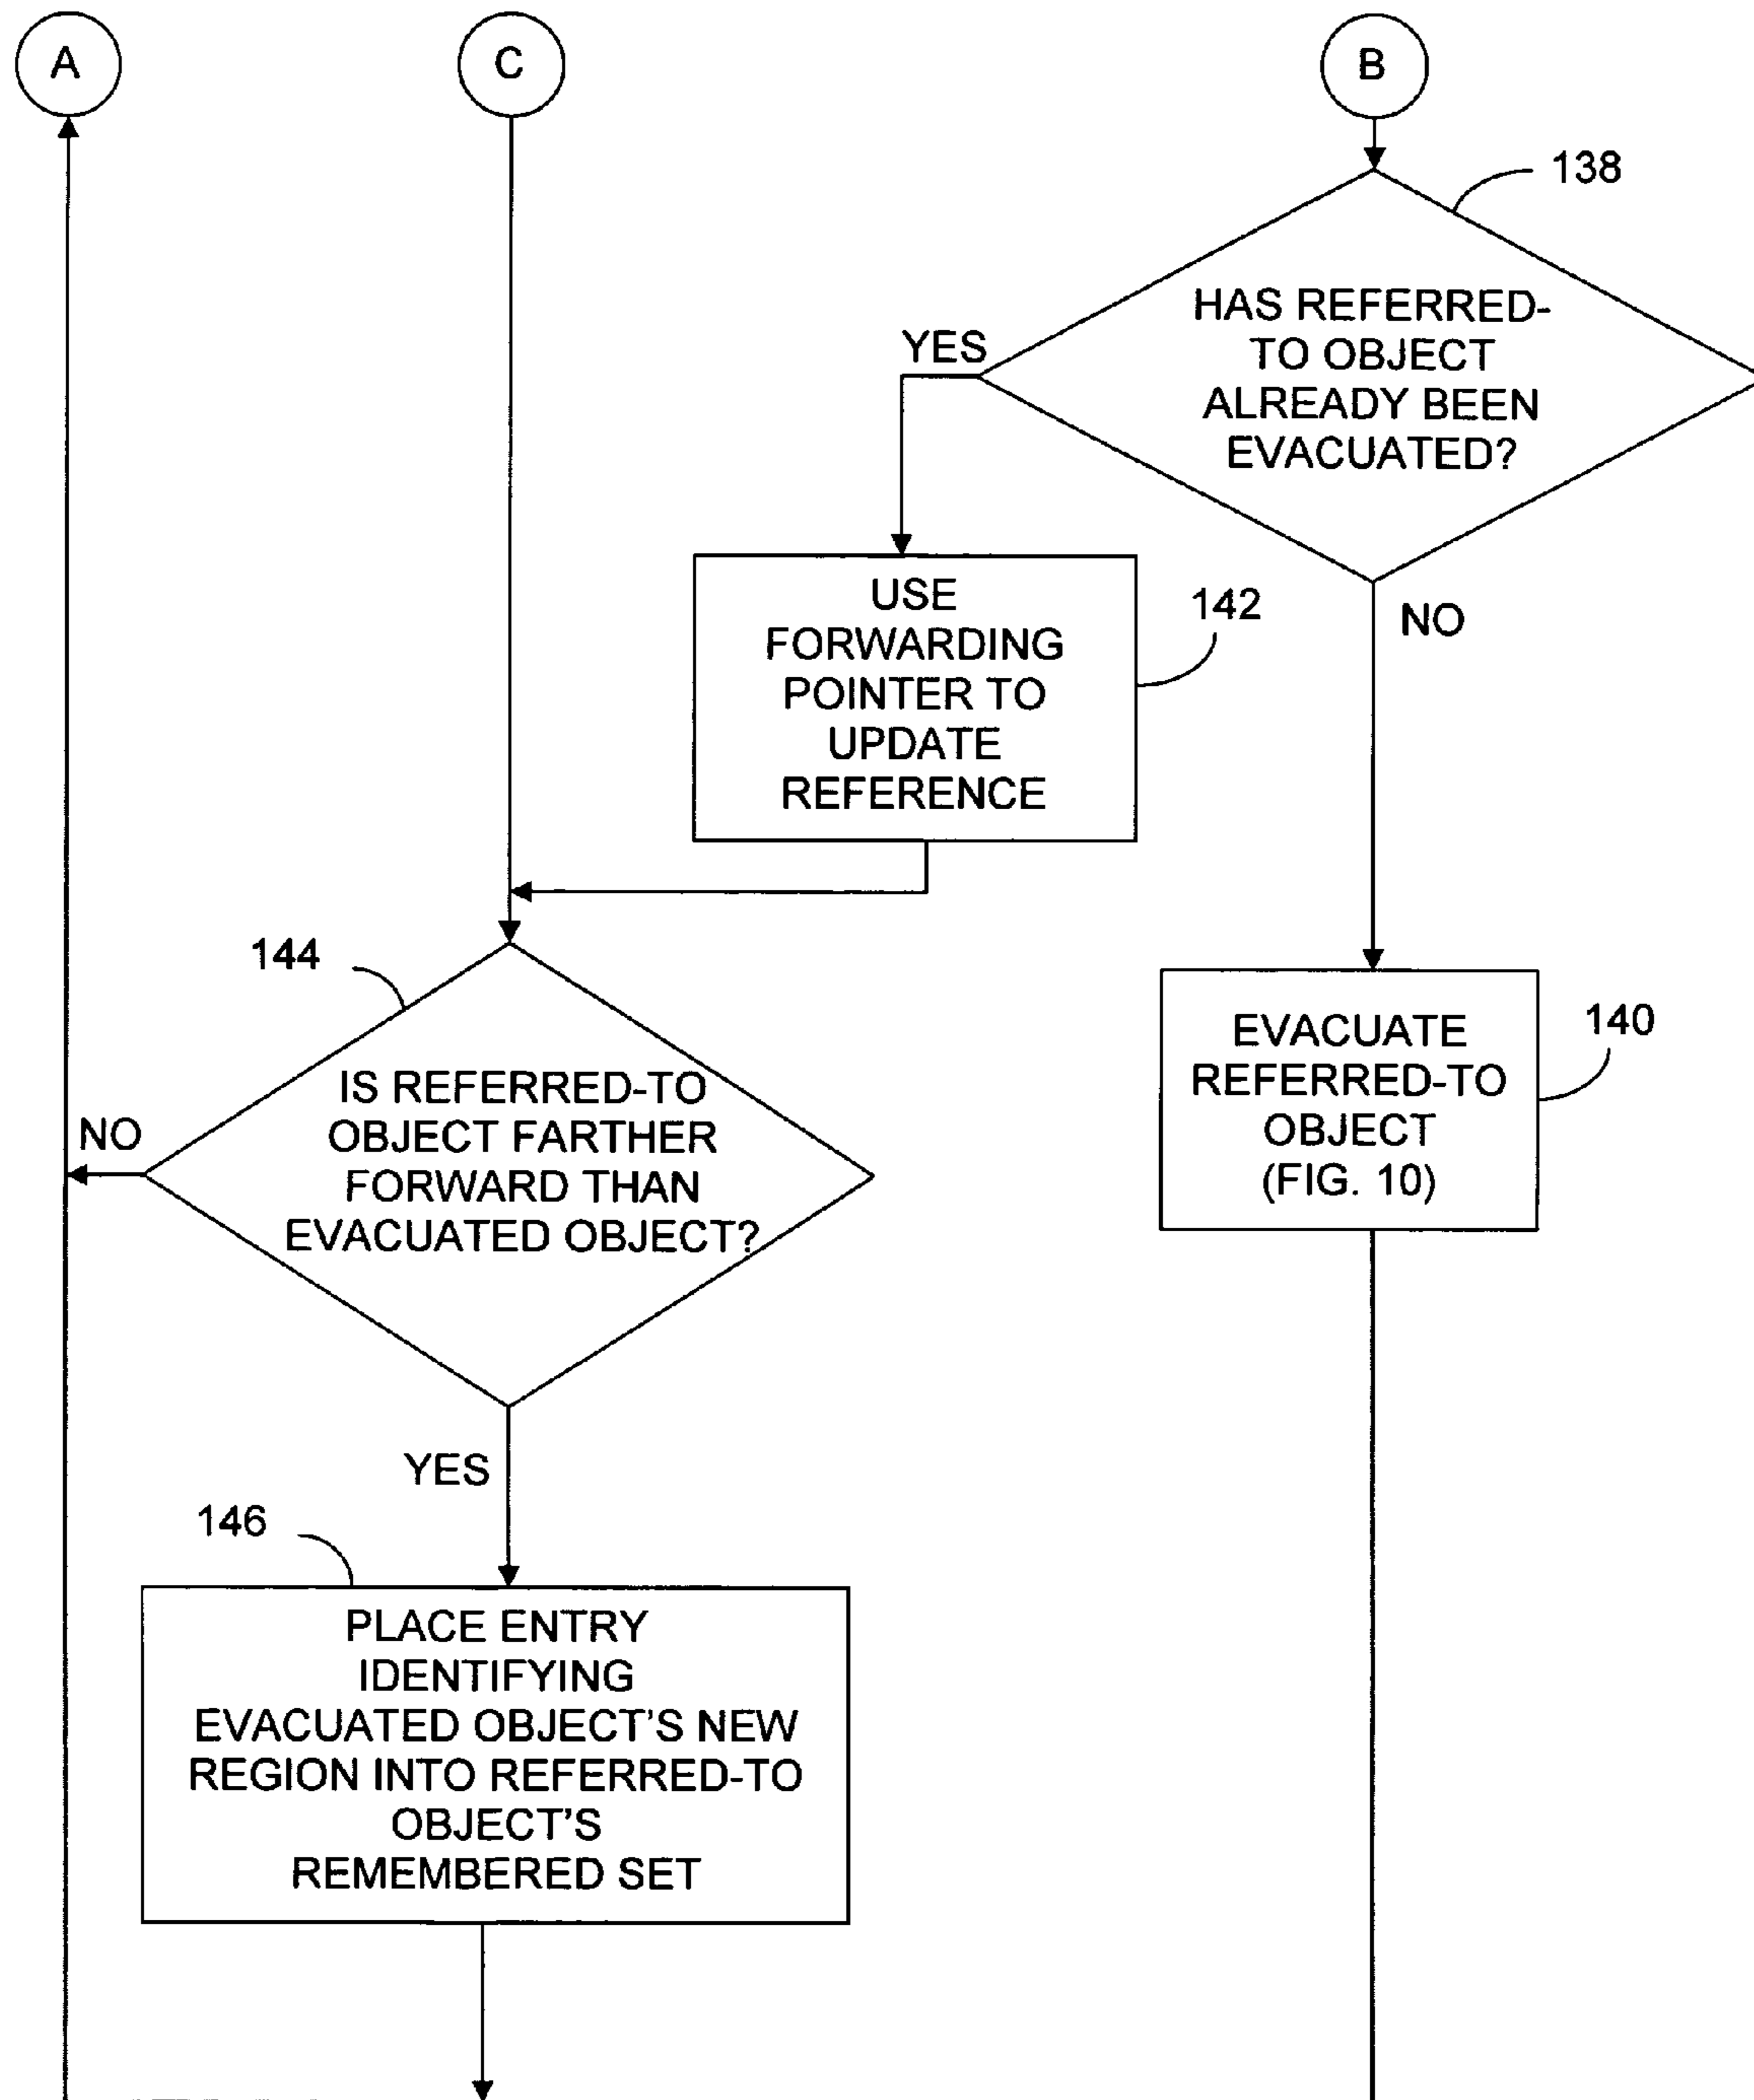 A
C
B
138
HAS REFERRED-
TO OBJECT
ALREADY BEEN
EVACUATED?
YES
NO
USE
FORWARDING
POINTER TO
UPDATE
REFERENCE
142
144
IS REFERRED-TO
OBJECT FARTHER
FORWARD THAN
EVACUATED OBJECT?
NO
YES
EVACUATE
REFERRED-TO
OBJECT
(FIG. 10)
140
146
PLACE ENTRY
IDENTIFYING
EVACUATED OBJECT'S NEW
REGION INTO REFERRED-TO
OBJECT'S
REMEMBERED SET